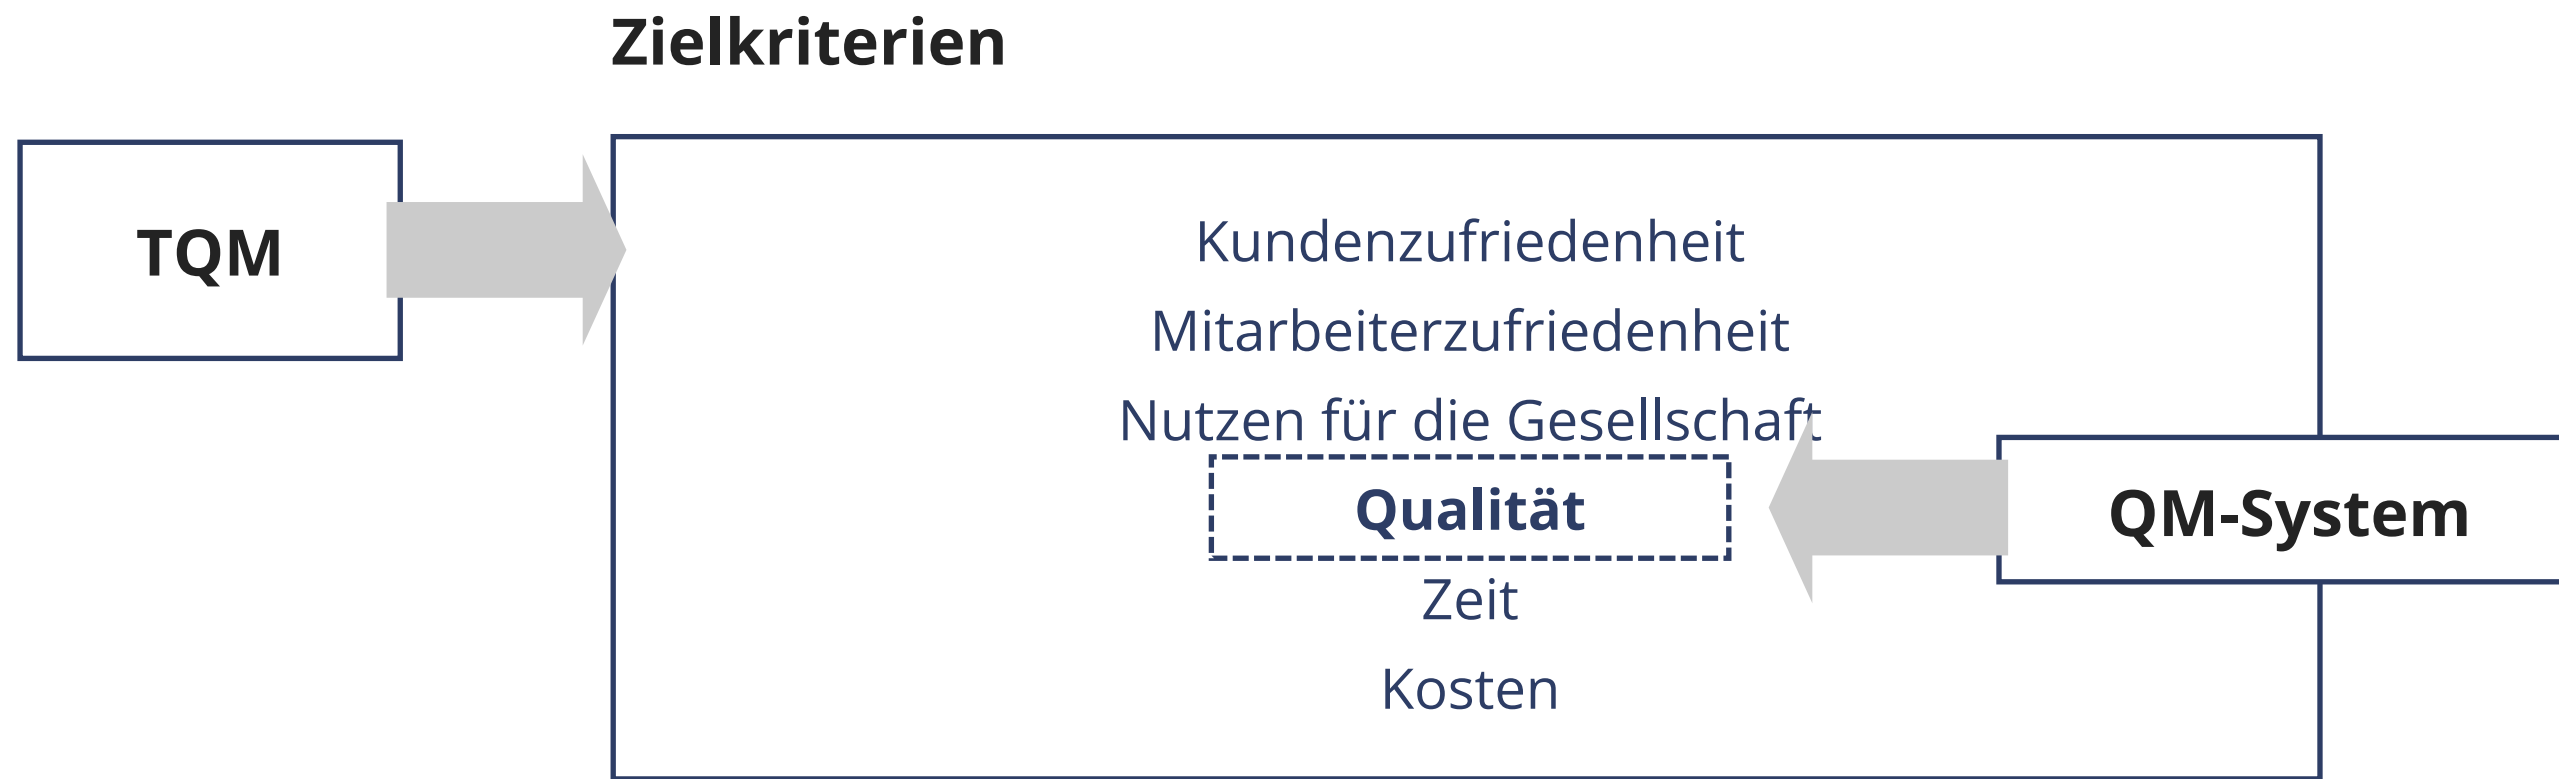 Zielkriterien
TQM
Kundenzufriedenheit
Mitarbeiterzufriedenheit
Nutzen für die Gesellschaft
Qualität
QM-System
Zeit
Kosten